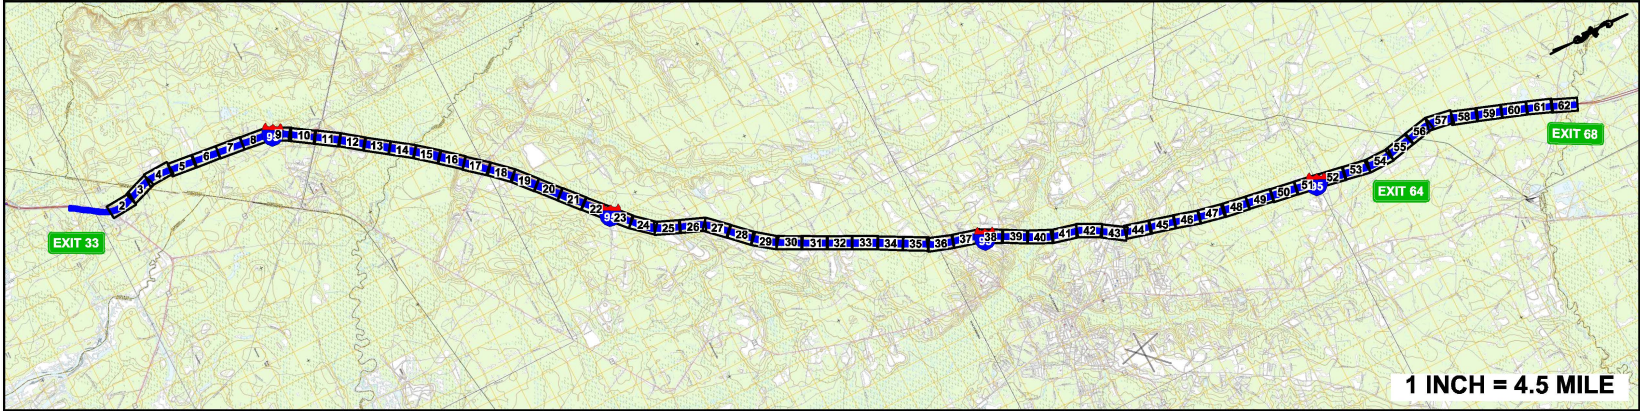 2 3 4 5 6 7 8 9 10 11 12 13 14 15 16 17 18 19 20 21 22 23 24 25 26 27 28 29 30 31 32 33 34 35 36 37 38 39 40 41 42 43 44 45 46 47 48 49 50 51 52 53 54 55 56 57 58 59 60 61 62
EXIT 68
EXIT 64
EXIT 33
1 INCH = 4.5 MILE